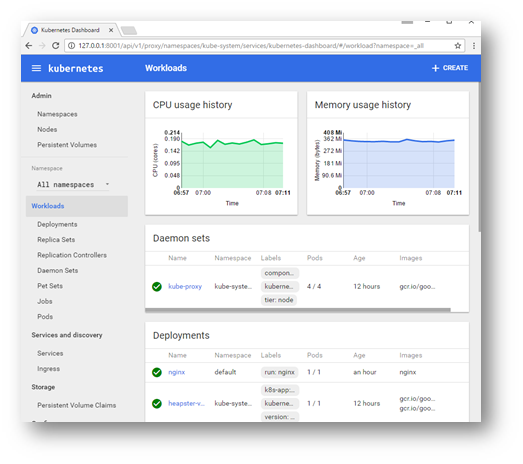 Kubernetes Dashboard
127.0.0.1:8001/api/v1/proxy/namespaces/kube-system/services/kubernetes-dashboard/#/workload?namespace=_all
kubernetes
Workloads
+ CREATE
Admin
Namespaces
Nodes
Persistent Volumes
Namespace
All namespaces
Workloads
Deployments
Replica Sets
Replication Controllers
Daemon Sets
Pet Sets
Jobs
Pods
Services and discovery
Services
Ingress
Storage
Persistent Volume Claims
CPU usage history
CPU (cores)
0.214
0.190
0.142
0.095
0.048
0
06:57 07:00 07:08 07:11
Time
Memory usage history
Memory (bytes)
408 Mi
362 Mi
272 Mi
181 Mi
90.6 Mi
0
06:57 07:00 07:08 07:11
Time
Daemon sets
Name Namespace Labels Pods Age Images
kube-proxy kube-syste... compon... kuberne... tier: node 4 / 4 12 hours gcr.io/goo...
Deployments
Name Namespace Labels Pods Age Images
nginx default run: nginx 1 / 1 an hour nginx
heapster-v... kube-syste... k8s-app:... kuberne... version: ... 1 / 1 12 hours gcr.io/goo... gcr.io/goo...